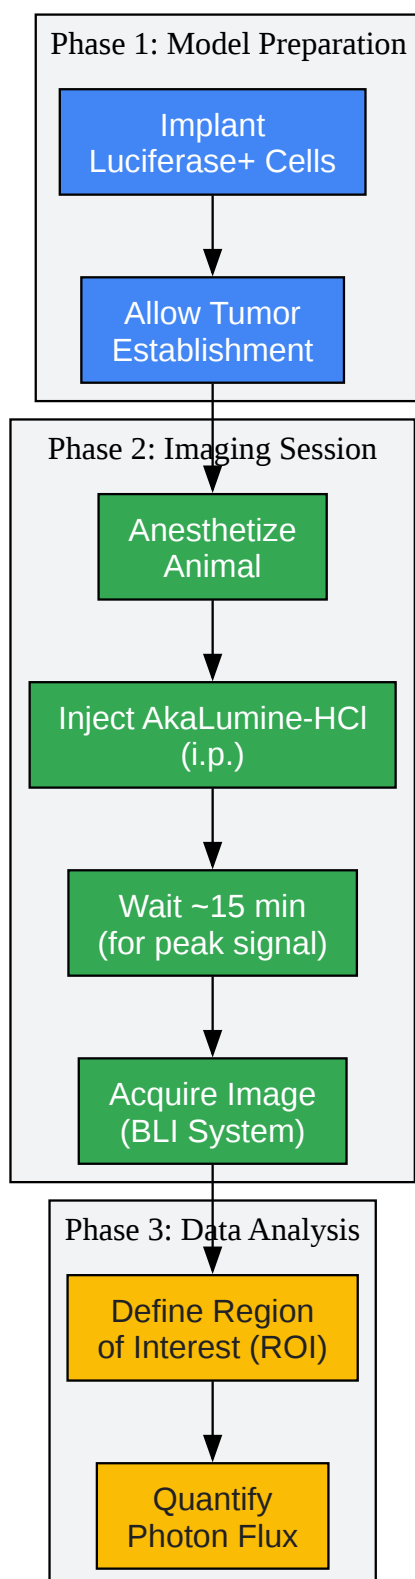 Phase 1: Model Preparation
Implant
Luciferase+ Cells
Allow Tumor
Establishment
Phase 2: Imaging Session
Anesthetize
Animal
Inject AkaLumine-HCl
(i.p.)
Wait ~15 min
(for peak signal)
Acquire Image
(BLI System)
Phase 3: Data Analysis
Define Region
of Interest (ROI)
Quantify
Photon Flux